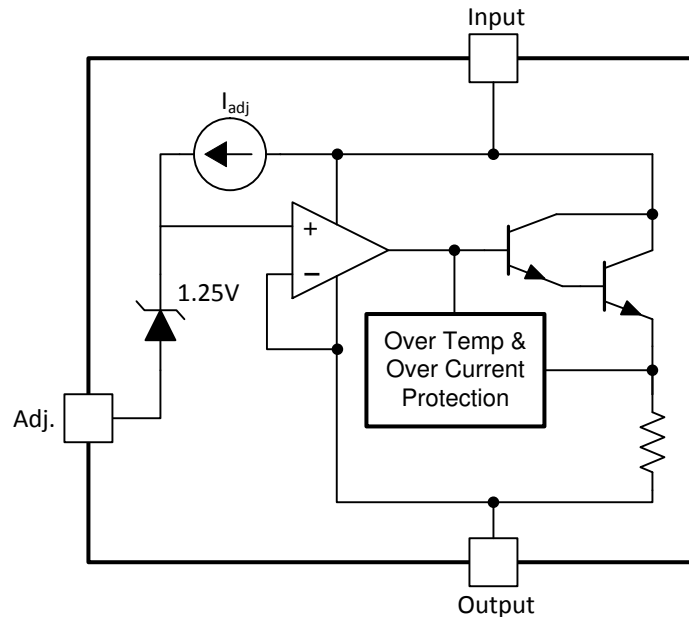 Input
I_adj
+
−
1.25V
Over Temp &
Over Current
Protection
Adj.
Output